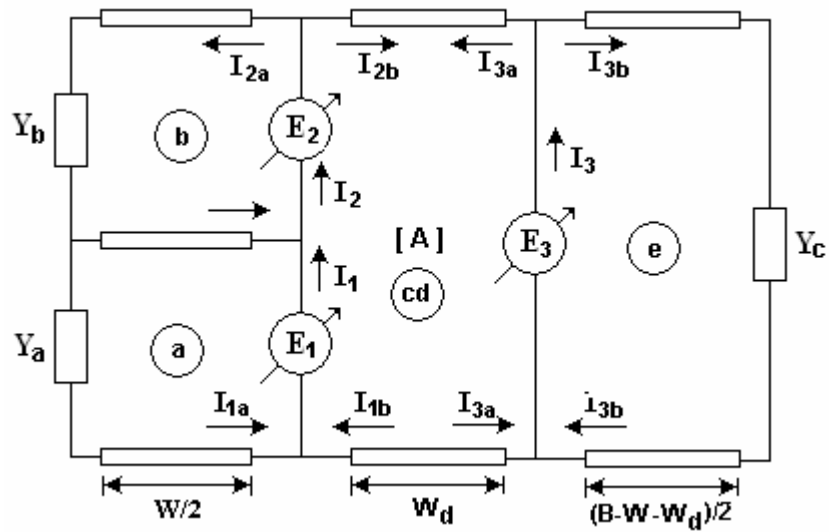 I2a I2b I3a I3b
Yb b E2
I2 I3
[A] E3 e Yc
I1 cd
Ya a E1
I1a I1b I3a I3b
W/2 Wd (B-W-Wd)/2